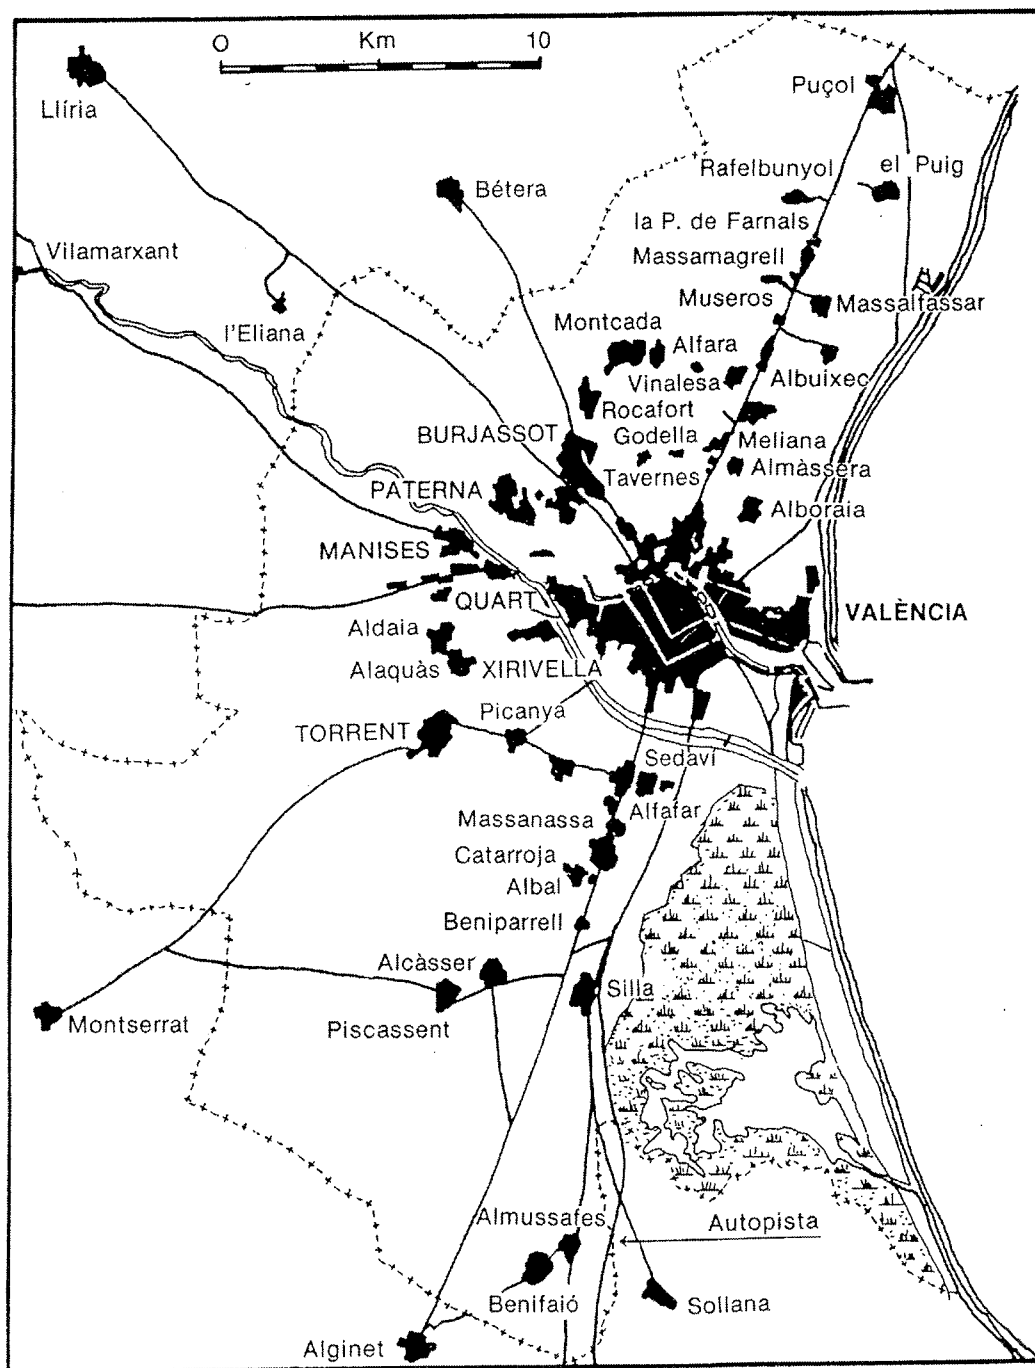 O Km 10
Llíria
Puçol
Rafelbunyol
el Puig
Bétera
la P. de Farnals
Vilamarxant
Massamagrell
Museros
Massalfassar
l'Eliana
Montcada
Alfara
Vinalesa
Albuixec
Rocafort
BURJASSOT
Godella
Meliana
Tavernes
Almàssera
PATERNA
Alboraia
MANISES
QUART
VALÈNCIA
Aldaia
Alaquàs
XIRIVELLA
Picanya
TORRENT
Sedaví
Massanassa
Alfafar
Catarroja
Albal
Beniparrell
Alcàsser
Silla
Montserrat
Piscassent
Almussafes
Autopista
Benifaió
Sollana
Alginet